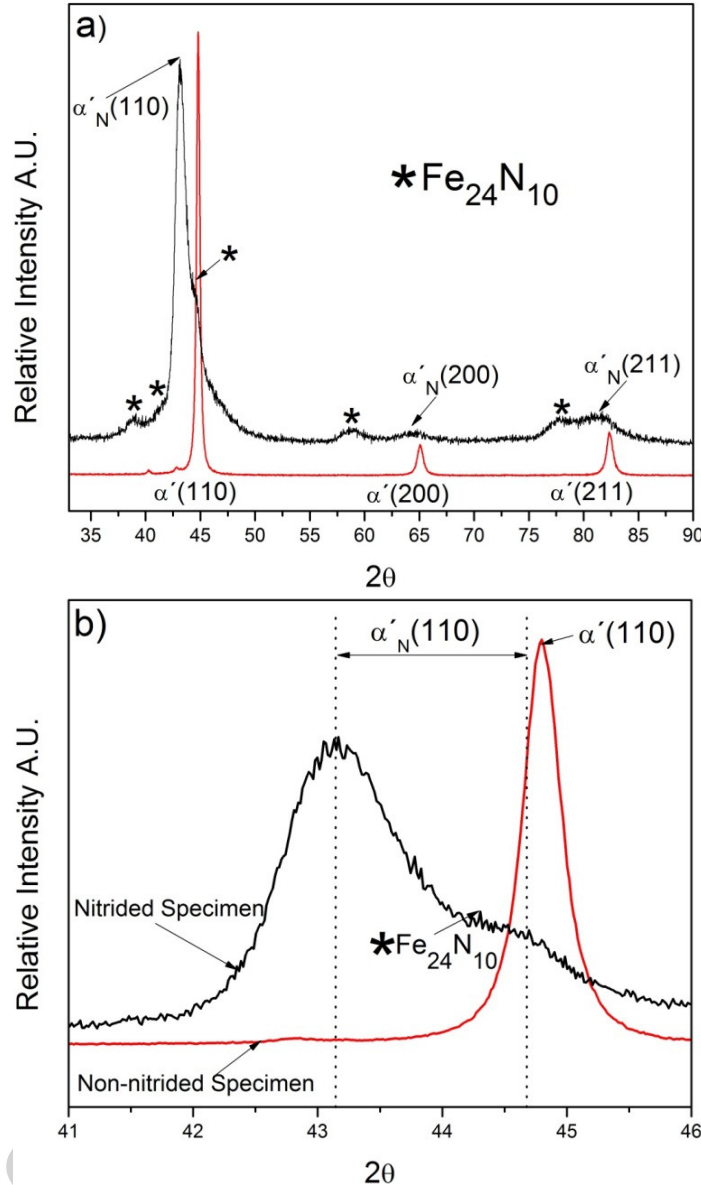 a)
α´N(110)
*Fe24N10
*
*
*
*
*
α´N(200)
α´N(211)
α´(110)
α´(200)
α´(211)
Relative Intensity A.U.
35 40 45 50 55 60 65 70 75 80 85 90
2θ
b)
α´N(110)
α´(110)
Nitrided Specimen
*Fe24N10
Non-nitrided Specimen
Relative Intensity A.U.
41 42 43 44 45 46
2θ